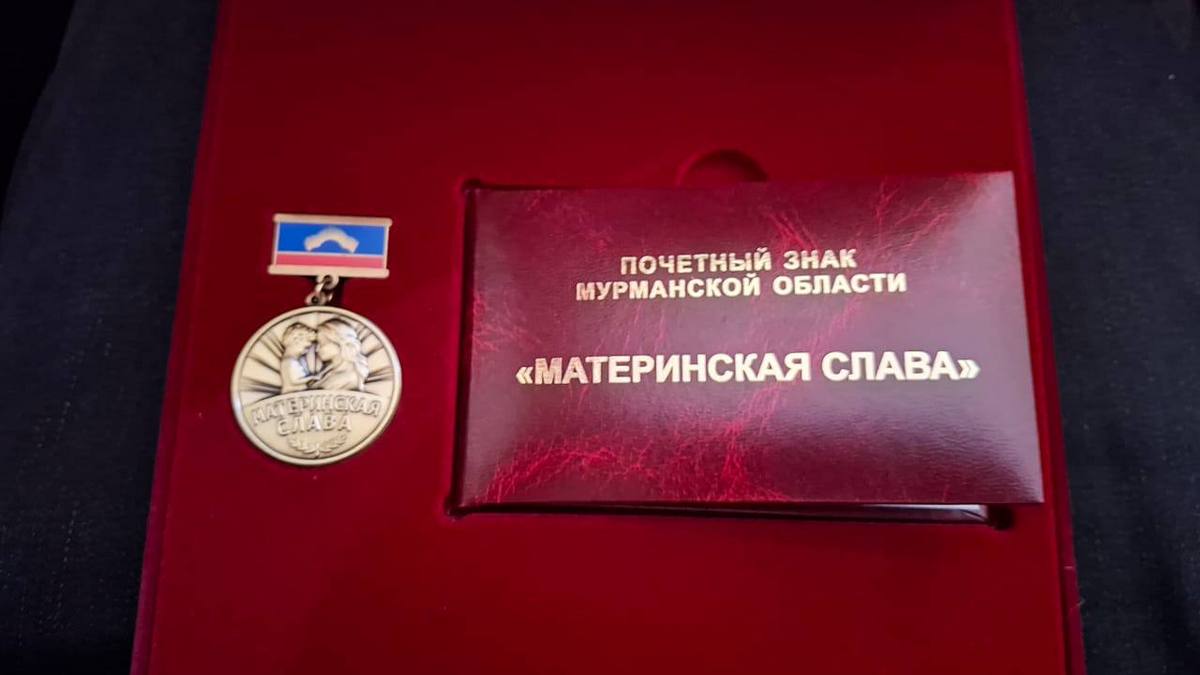 МАТЕРИНСКАЯ
СЛАВА
ПОЧЕТНЫЙ ЗНАК
МУРМАНСКОЙ ОБЛАСТИ
«МАТЕРИНСКАЯ СЛАВА»